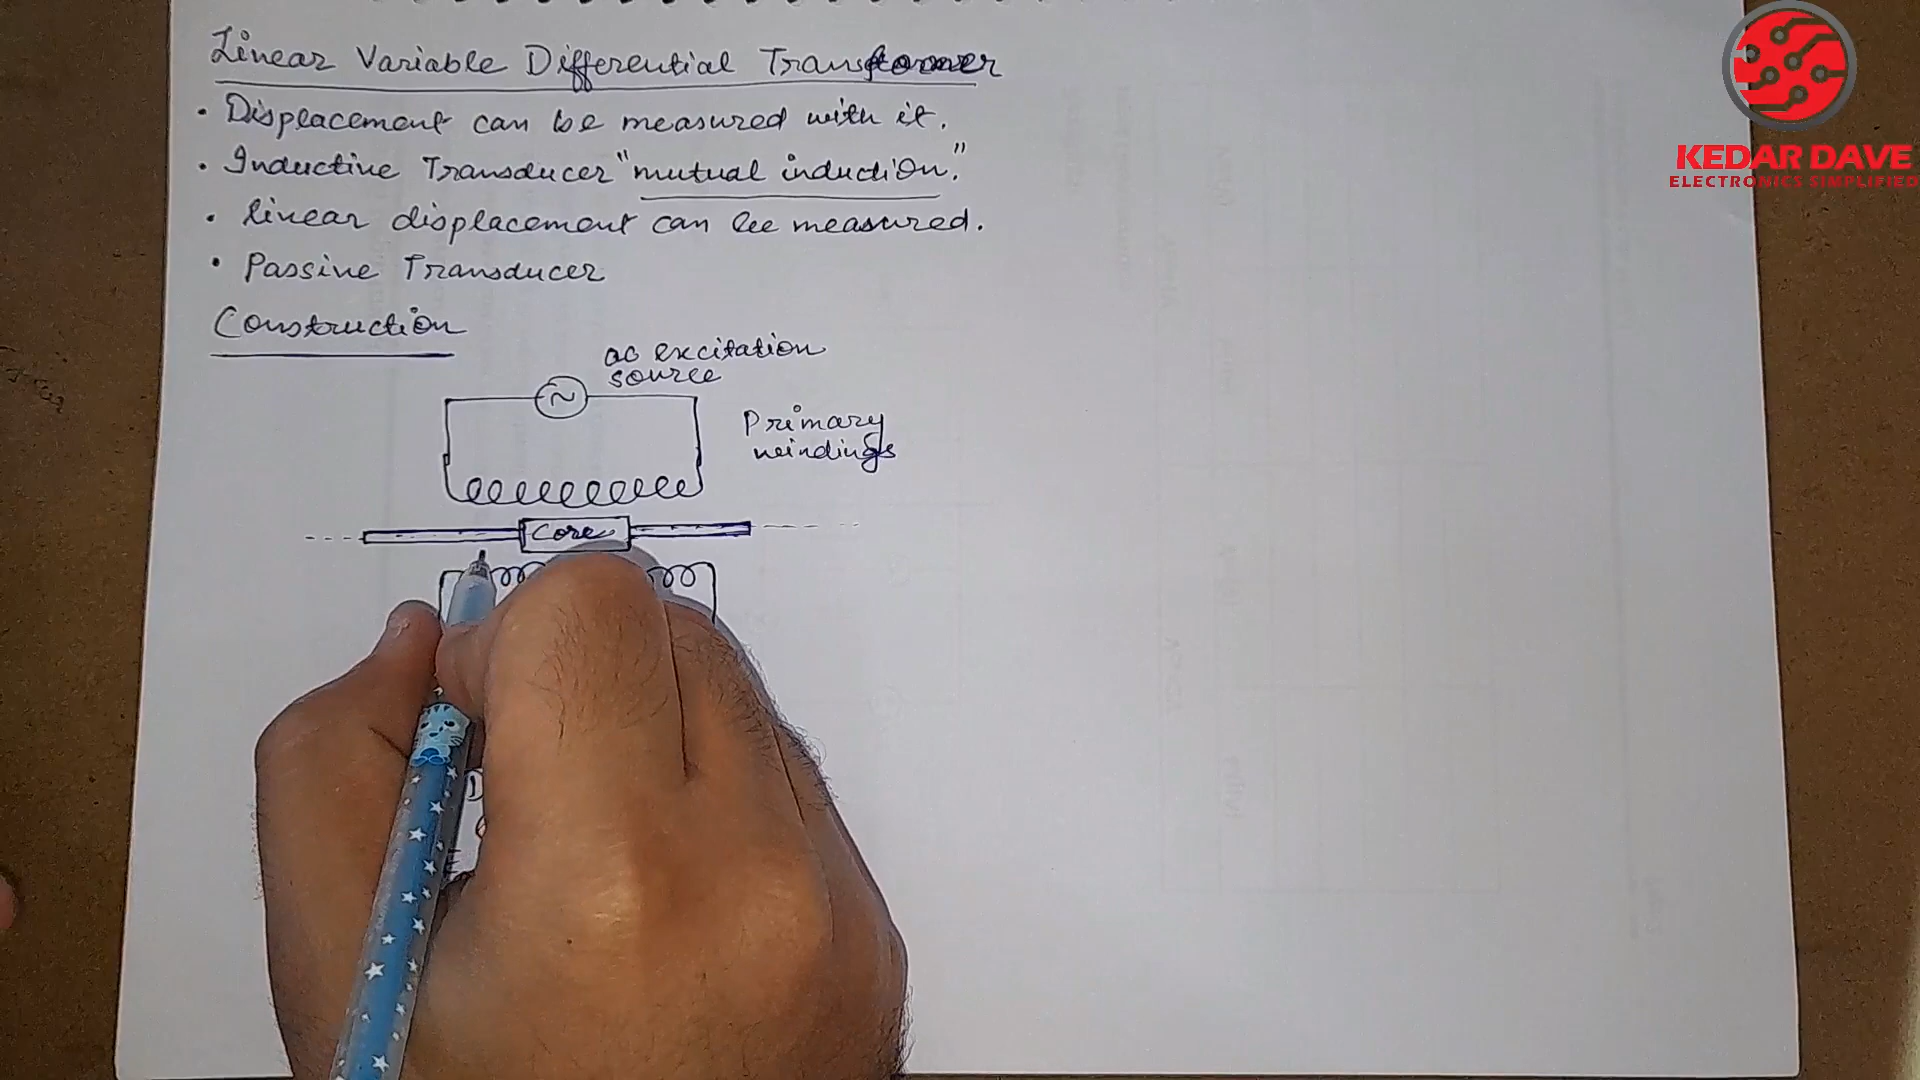 Linear Variable Differential Transformer
• Displacement can be measured with it.
• Inductive Transducer "mutual induction."
• linear displacement can be measured.
• Passive Transducer
Construction
ac excitation
source
Primary
windings
Core
KEDAR DAVE
ELECTRONICS SIMPLIFIED